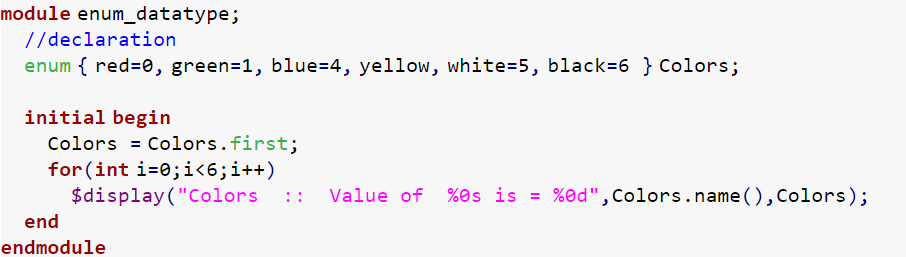 module enum_datatype;
  //declaration
  enum { red=0, green=1, blue=4, yellow, white=5, black=6 } Colors;

  initial begin
    Colors = Colors.first;
    for(int i=0;i<6;i++)
      $display("Colors  ::  Value of  %0s is = %0d",Colors.name(),Colors);
  end
endmodule